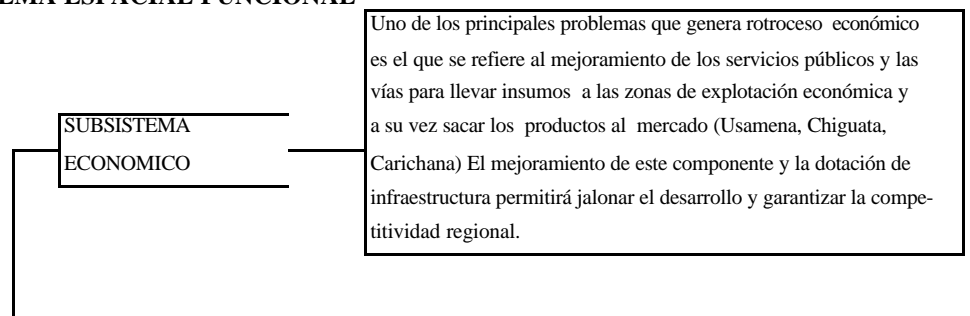 EMA ESPACIAL FUNCIONAL
Uno de los principales problemas que genera rotroceso económico
es el que se refiere al mejoramiento de los servicios públicos y las
vías para llevar insumos a las zonas de explotación económica y
a su vez sacar los productos al mercado (Usamena, Chiguata,
Carichana) El mejoramiento de este componente y la dotación de
infraestructura permitirá jalonar el desarrollo y garantizar la compe-
titividad regional.
SUBSISTEMA
ECONOMICO